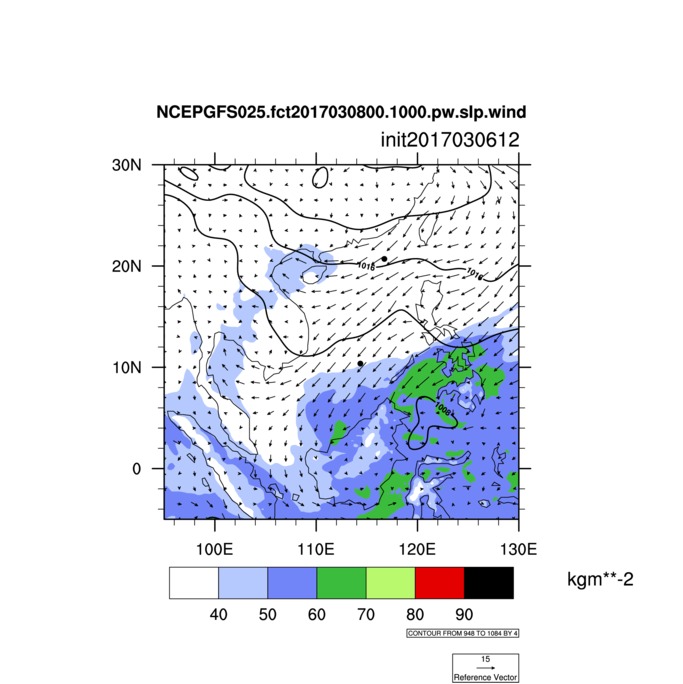 NCEPGFS025.fct2017030800.1000.pw.slp.wind
init2017030612
30N
20N
10N
0
1016
1016
1008
100E 110E 120E 130E
kgm**-2
40 50 60 70 80 90
CONTOUR FROM 948 TO 1084 BY 4
15
Reference Vector